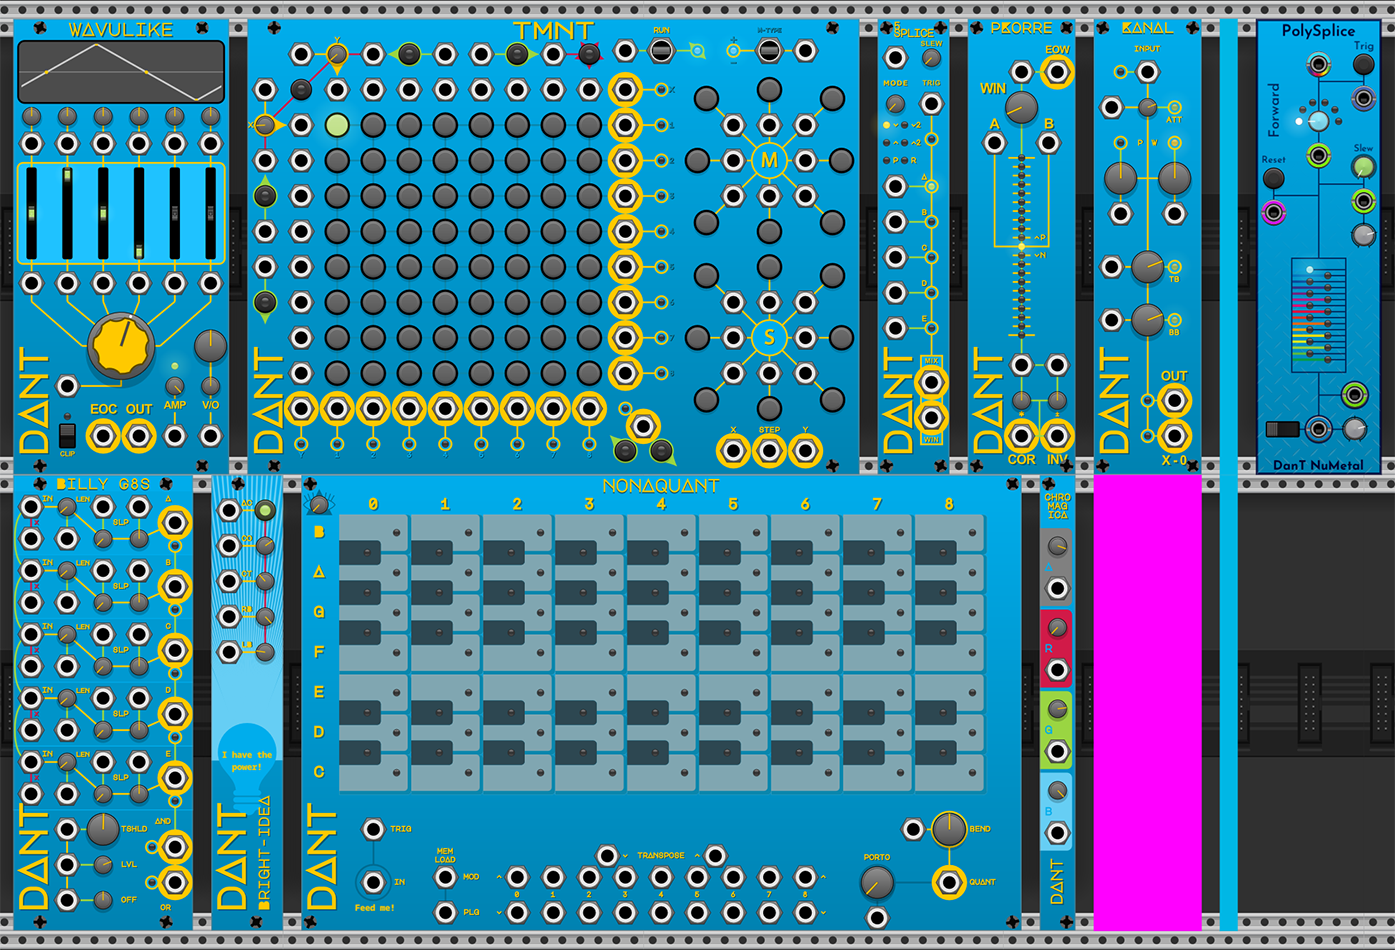 WAVULIKE
EOC OUT
AMP
V/O
CLIP
DANT
TMNT
Y
RUN
M-TYPE
X
M
S
X STEP Y
DANT
5PLICE
SLEW
MODE
TRIG
P R
A
B
C
D
E
MIX
WIN
DANT
PKORRE
EOW
WIN
A B
P
N
COR INV
DANT
KANAL
INPUT
ATT
P W
TB
BB
OUT
X-O
DANT
PolySplice
Trig
Forward
Reset
Slew
DanT NuMetal
BILLY G8S
IN LEN A
SLP
IN LEN B
SLP
IN LEN C
SLP
IN LEN D
SLP
IN LEN E
SLP
TSHLD
AND
LVL
OFF
OR
DANT
I have the
power!
DANT
BRIGHT-IDEA
NONAQUANT
0 1 2 3 4 5 6 7 8
B
A
G
F
E
D
C
TRIG
IN
Feed me!
MEM
LOAD
MOD
PLG
TRANSPOSE
0 1 2 3 4 5 6 7 8
PORTO
BEND
QUANT
DANT
CHRO
MAG
ICA
A
R
G
B
DANT